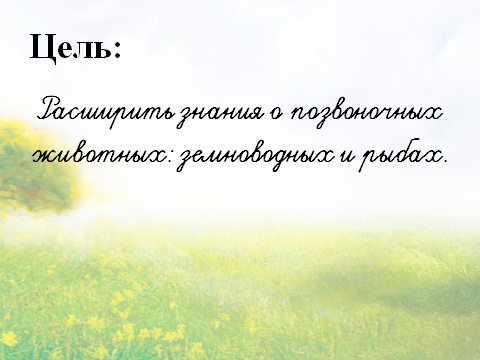 Цель:
Расширить знания о позвоночных
животных: земноводных и рыбах.